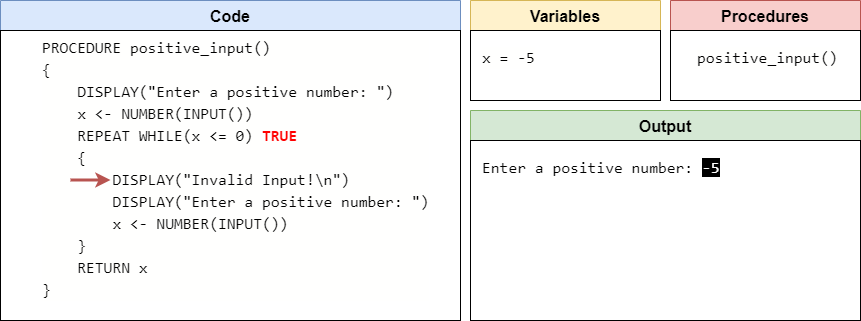 Code
PROCEDURE positive_input()
{
DISPLAY("Enter a positive number: ")
x <- NUMBER(INPUT())
REPEAT WHILE(x <= 0) TRUE
{
DISPLAY("Invalid Input!\n")
DISPLAY("Enter a positive number: ")
x <- NUMBER(INPUT())
}
RETURN x
}
Variables
x = -5
Procedures
positive_input()
Output
Enter a positive number: -5